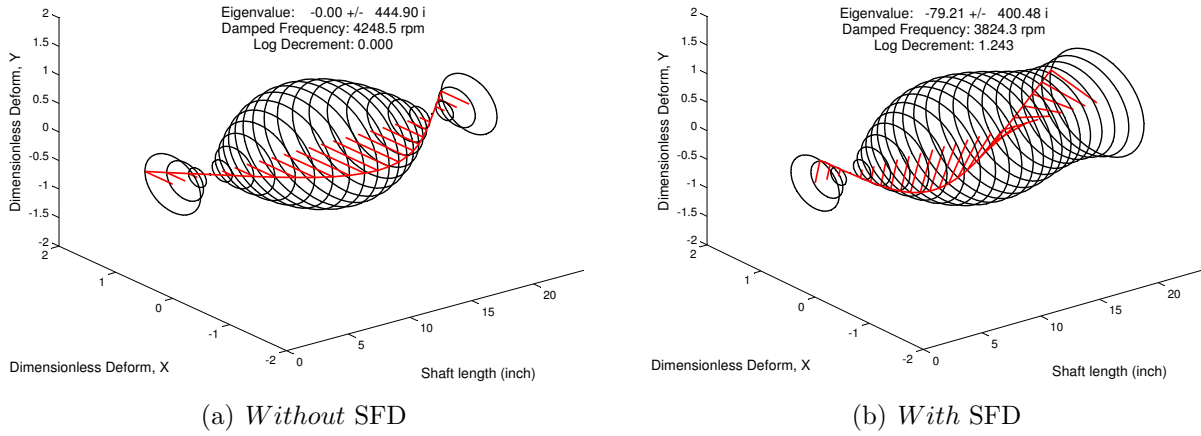 Eigenvalue: -0.00 +/- 444.90 i
Damped Frequency: 4248.5 rpm
Log Decrement: 0.000
Dimensionless Deform, Y
2
1.5
1
0.5
0
-0.5
-1
-1.5
-2
2
1
0
-1
-2
Dimensionless Deform, X
0
5
10
15
20
Shaft length (inch)
(a) Without SFD
Eigenvalue: -79.21 +/- 400.48 i
Damped Frequency: 3824.3 rpm
Log Decrement: 1.243
Dimensionless Deform, Y
2
1.5
1
0.5
0
-0.5
-1
-1.5
-2
2
1
0
-1
-2
Dimensionless Deform, X
0
5
10
15
20
Shaft length (inch)
(b) With SFD